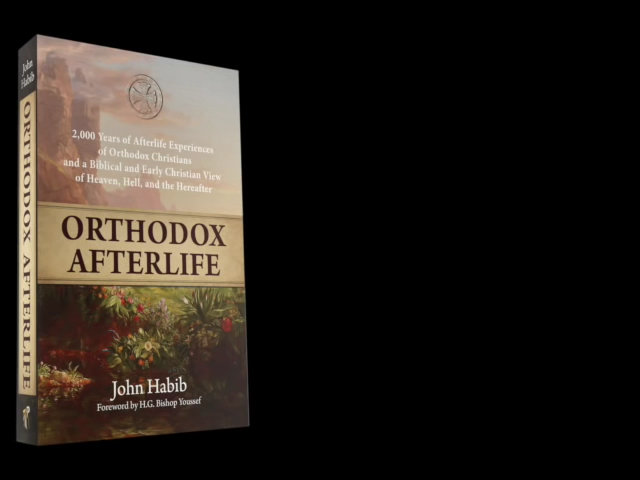 John
Habib
ORTHODOX AFTERLIFE
2,000 Years of Afterlife Experiences
of Orthodox Christians
and a Biblical and Early Christian View
of Heaven, Hell, and the Hereafter
ORTHODOX
AFTERLIFE
John Habib
Foreword by H.G. Bishop Youssef